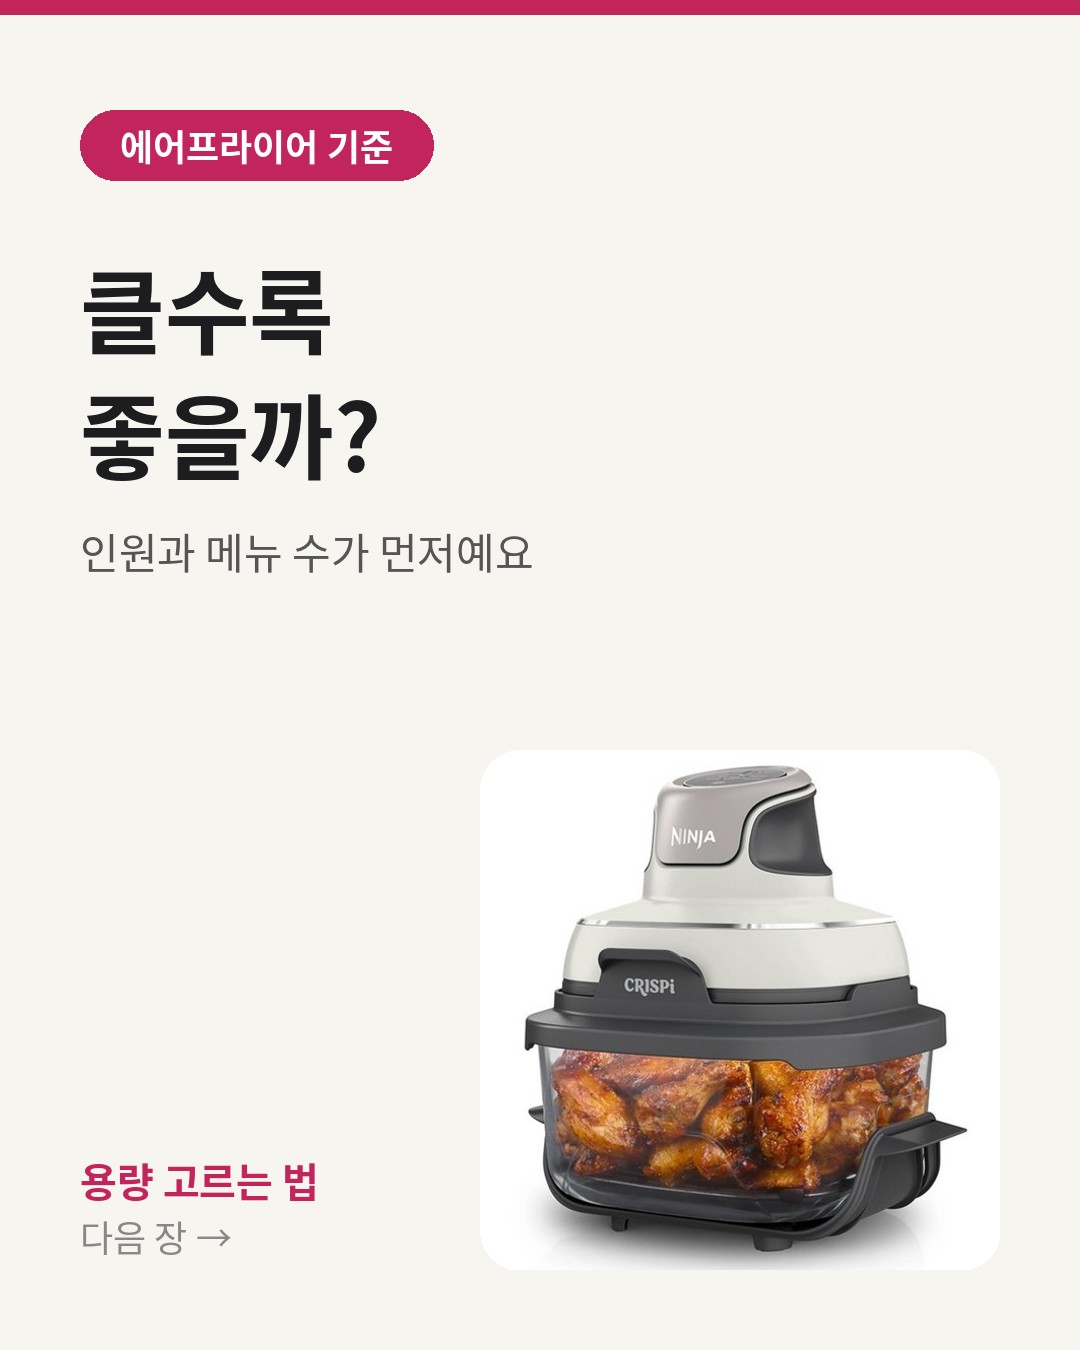 에어프라이어 기준
클수록
좋을까?
인원과 메뉴 수가 먼저예요
NINJA
CRISPi
용량 고르는 법
다음 장 →